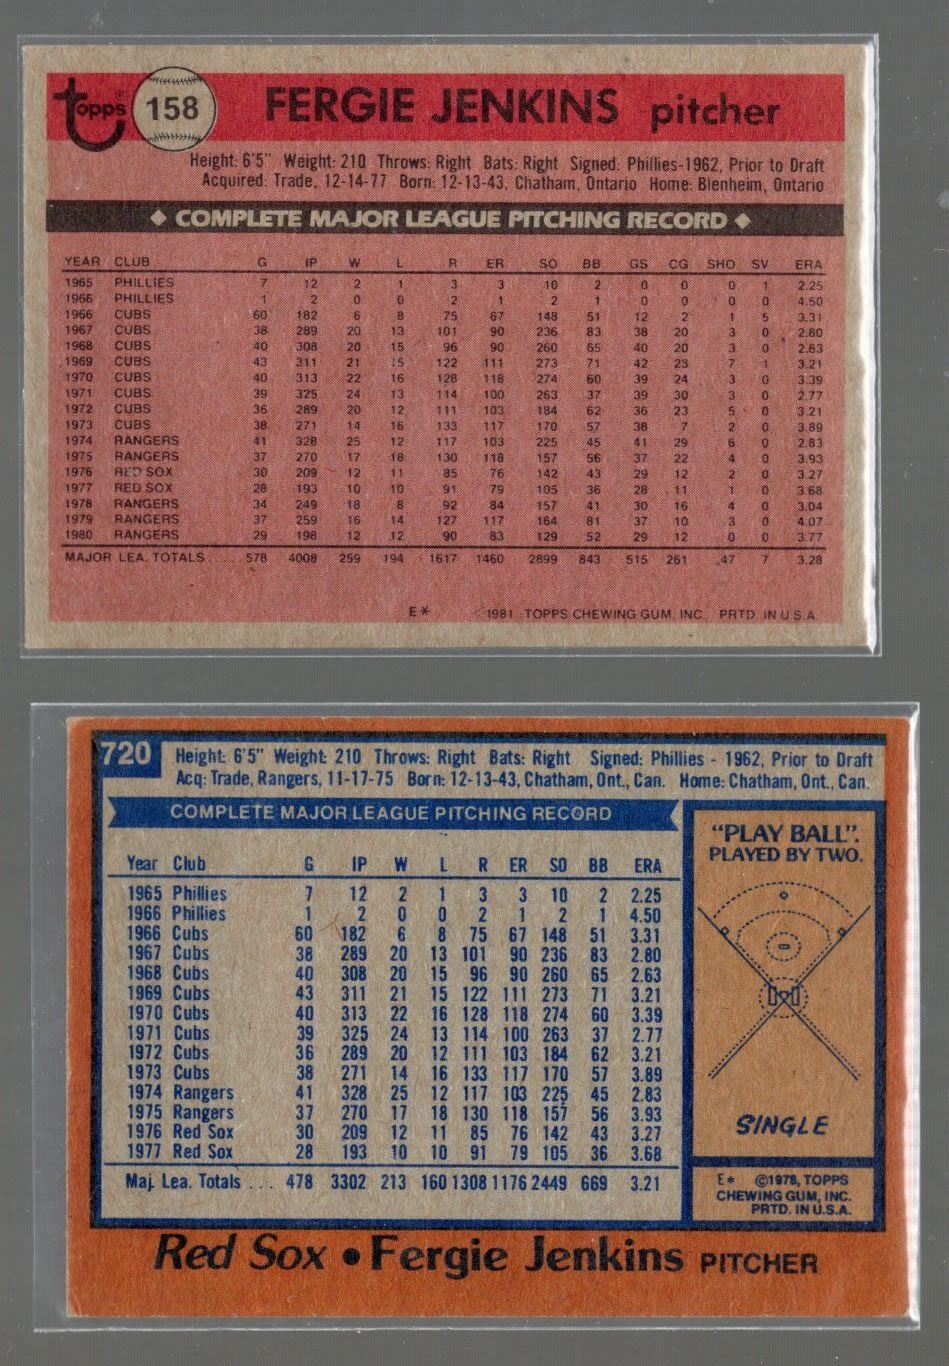 topps® 158 FERGIE JENKINS pitcher
Height: 6'5" Weight: 210 Throws: Right Bats: Right Signed: Phillies-1962, Prior to Draft
Acquired: Trade, 12-14-77 Born: 12-13-43, Chatham, Ontario Home: Blenheim, Ontario
◆ COMPLETE MAJOR LEAGUE PITCHING RECORD ◆
YEAR CLUB G IP W L R ER SO BB GS CG SHO SV ERA
1965 PHILLIES 7 12 2 1 3 3 10 2 0 0 0 1 2.25
1966 PHILLIES 1 2 0 0 2 1 2 1 0 0 0 0 4.50
1966 CUBS 60 182 6 8 75 67 148 51 12 2 1 5 3.31
1967 CUBS 38 289 20 13 101 90 236 83 38 20 3 0 2.80
1968 CUBS 40 308 20 15 96 90 260 65 40 20 3 0 2.63
1969 CUBS 43 311 21 15 122 111 273 71 42 23 7 1 3.21
1970 CUBS 40 313 22 16 128 118 274 60 39 24 3 0 3.39
1971 CUBS 39 325 24 13 114 100 263 37 39 30 3 0 2.77
1972 CUBS 36 289 20 12 111 103 184 62 36 23 5 0 3.21
1973 CUBS 38 271 14 16 133 117 170 57 38 7 2 0 3.89
1974 RANGERS 41 328 25 12 117 103 225 45 41 29 6 0 2.83
1975 RANGERS 37 270 17 18 130 118 157 56 37 22 4 0 3.93
1976 RED SOX 30 209 12 11 85 76 142 43 29 12 2 0 3.27
1977 RED SOX 28 193 10 10 91 79 105 36 28 11 1 0 3.68
1978 RANGERS 34 249 18 8 92 84 157 41 30 16 4 0 3.04
1979 RANGERS 37 259 16 14 127 117 164 81 37 10 3 0 4.07
1980 RANGERS 29 198 12 12 90 83 129 52 29 12 0 0 3.77
MAJOR LEA. TOTALS . . . 578 4008 259 194 1617 1460 2899 843 515 261 47 7 3.28
E* © 1981 TOPPS CHEWING GUM, INC. PRTD. IN U.S.A.
720 Height: 6'5" Weight: 210 Throws: Right Bats: Right Signed: Phillies - 1962, Prior to Draft
Acq: Trade, Rangers, 11-17-75 Born: 12-13-43, Chatham, Ont., Can. Home: Chatham, Ont., Can.
COMPLETE MAJOR LEAGUE PITCHING RECORD
Year Club G IP W L R ER SO BB ERA
1965 Phillies 7 12 2 1 3 3 10 2 2.25
1966 Phillies 1 2 0 0 2 1 2 1 4.50
1966 Cubs 60 182 6 8 75 67 148 51 3.31
1967 Cubs 38 289 20 13 101 90 236 83 2.80
1968 Cubs 40 308 20 15 96 90 260 65 2.63
1969 Cubs 43 311 21 15 122 111 273 71 3.21
1970 Cubs 40 313 22 16 128 118 274 60 3.39
1971 Cubs 39 325 24 13 114 100 263 37 2.77
1972 Cubs 36 289 20 12 111 103 184 62 3.21
1973 Cubs 38 271 14 16 133 117 170 57 3.89
1974 Rangers 41 328 25 12 117 103 225 45 2.83
1975 Rangers 37 270 17 18 130 118 157 56 3.93
1976 Red Sox 30 209 12 11 85 76 142 43 3.27
1977 Red Sox 28 193 10 10 91 79 105 36 3.68
Maj. Lea. Totals . . . 478 3302 213 160 1308 1176 2449 669 3.21
"PLAY BALL".
PLAYED BY TWO.
SINGLE
E* ©1978, TOPPS
CHEWING GUM, INC.
PRTD. IN U.S.A.
Red Sox • Fergie Jenkins PITCHER